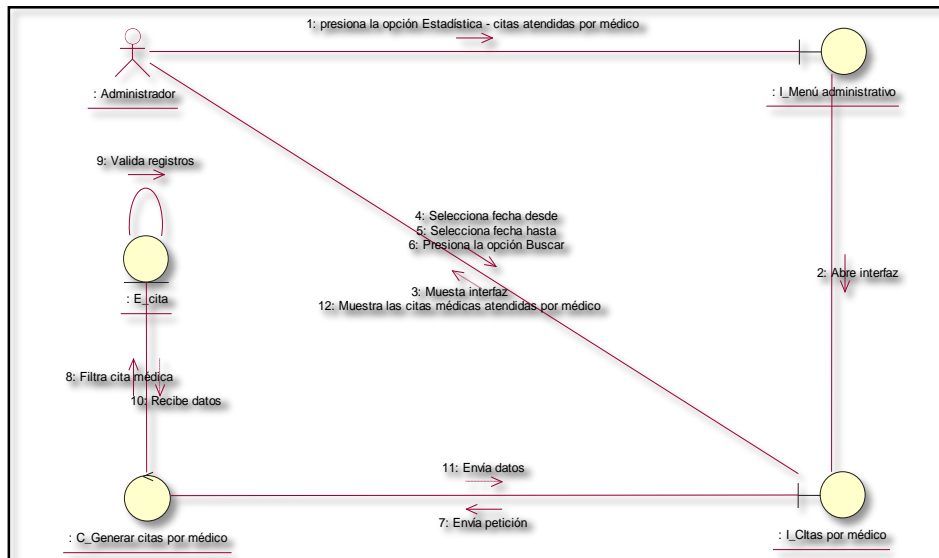 1: presiona la opción Estadística - citas atendidas por médico
: Administrador
: I_Menú administrativo
9: Valida registros
4: Selecciona fecha desde
5: Selecciona fecha hasta
6: Presiona la opción Buscar
2: Abre interfaz
3: Muesta interfaz
12: Muestra las citas médicas atendidas por médico
: E_cita
8: Filtra cita médica
10: Recibe datos
11: Envía datos
7: Envía petición
: C_Generar citas por médico
: I_CItas por médico